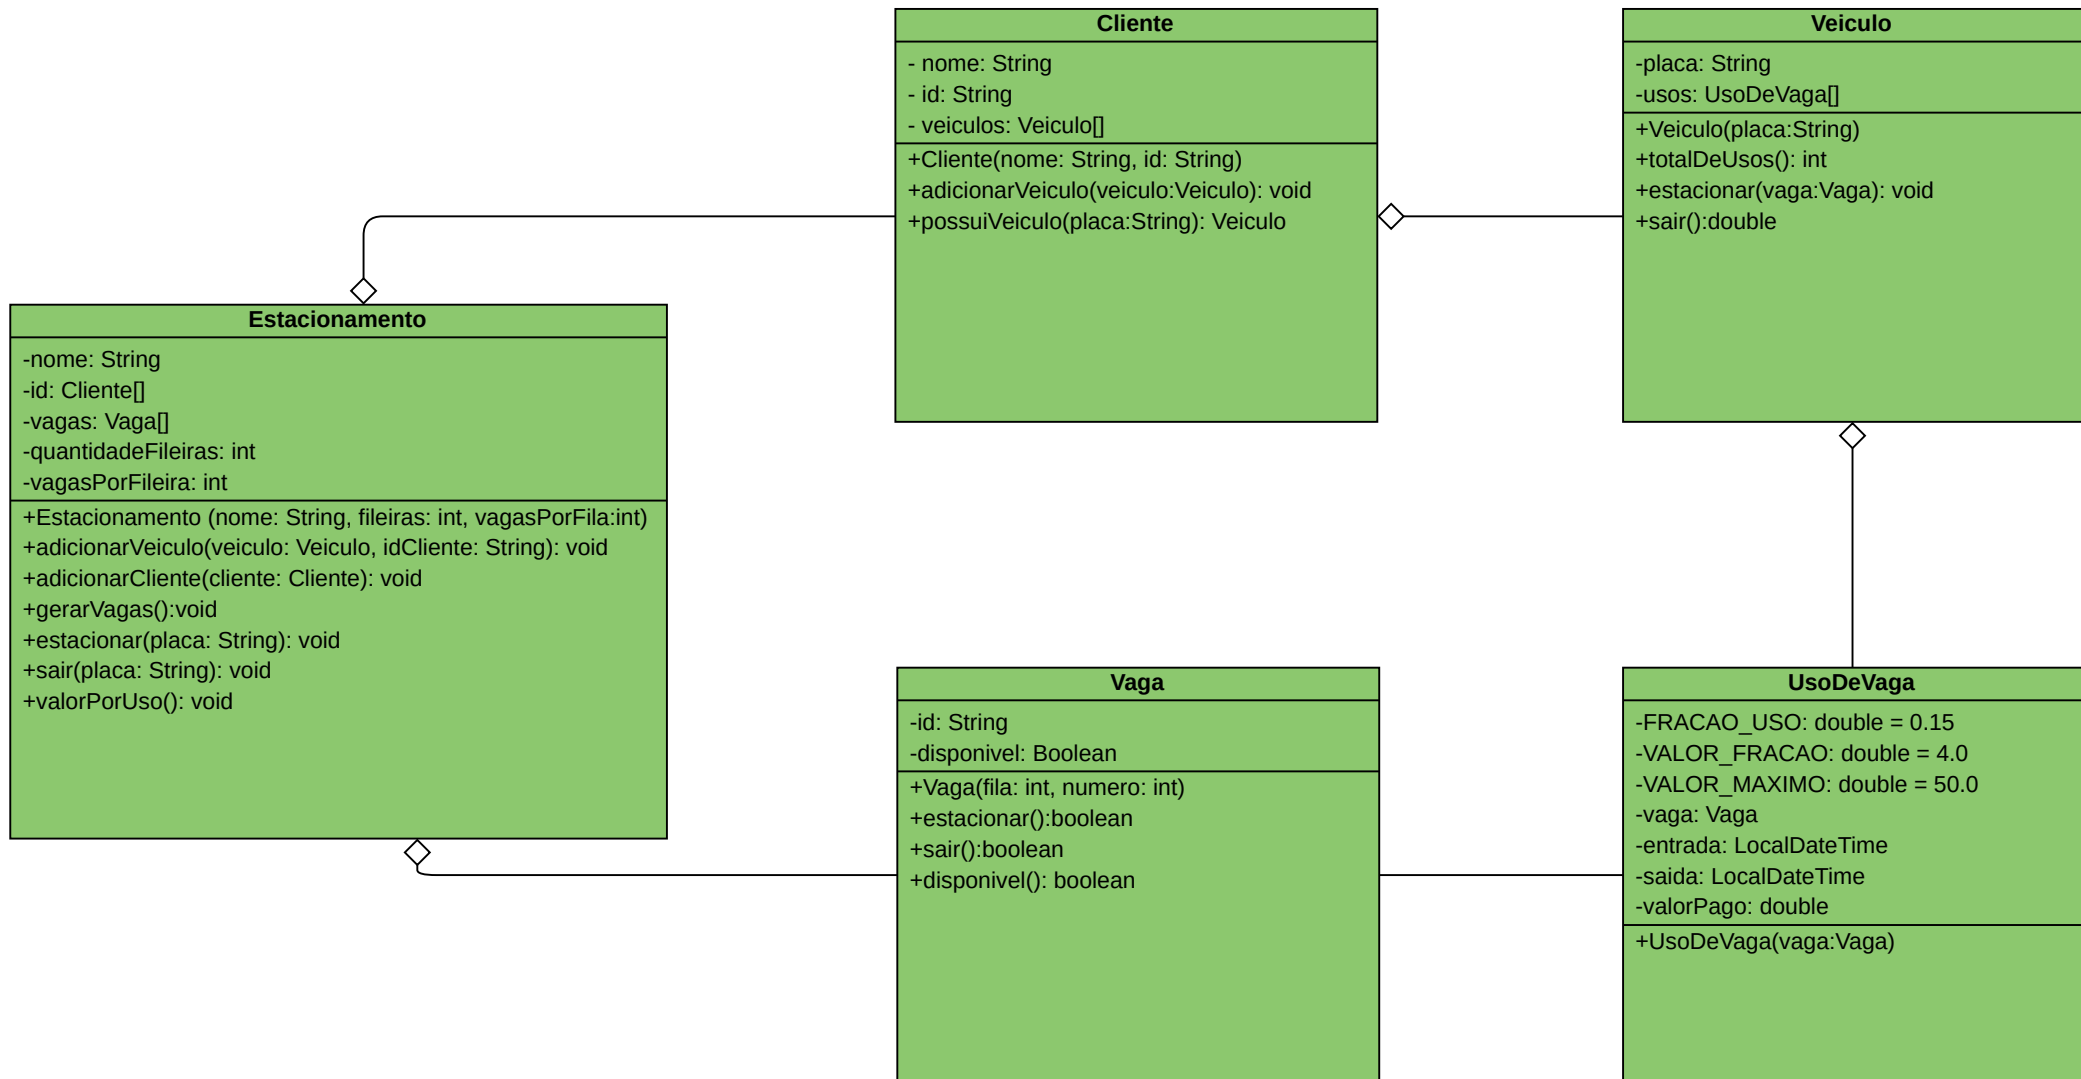 Cliente
- nome: String
- id: String
- veiculos: Veiculo[]
+Cliente(nome: String, id: String)
+adicionarVeiculo(veiculo:Veiculo): void
+possuiVeiculo(placa:String): Veiculo
Veiculo
-placa: String
-usos: UsoDeVaga[]
+Veiculo(placa:String)
+totalDeUsos(): int
+estacionar(vaga:Vaga): void
+sair():double
Estacionamento
-nome: String
-id: Cliente[]
-vagas: Vaga[]
-quantidadeFileiras: int
-vagasPorFileira: int
+Estacionamento (nome: String, fileiras: int, vagasPorFila:int)
+adicionarVeiculo(veiculo: Veiculo, idCliente: String): void
+adicionarCliente(cliente: Cliente): void
+gerarVagas():void
+estacionar(placa: String): void
+sair(placa: String): void
+valorPorUso(): void
Vaga
-id: String
-disponivel: Boolean
+Vaga(fila: int, numero: int)
+estacionar():boolean
+sair():boolean
+disponivel(): boolean
UsoDeVaga
-FRACAO_USO: double = 0.15
-VALOR_FRACAO: double = 4.0
-VALOR_MAXIMO: double = 50.0
-vaga: Vaga
-entrada: LocalDateTime
-saida: LocalDateTime
-valorPago: double
+UsoDeVaga(vaga:Vaga)